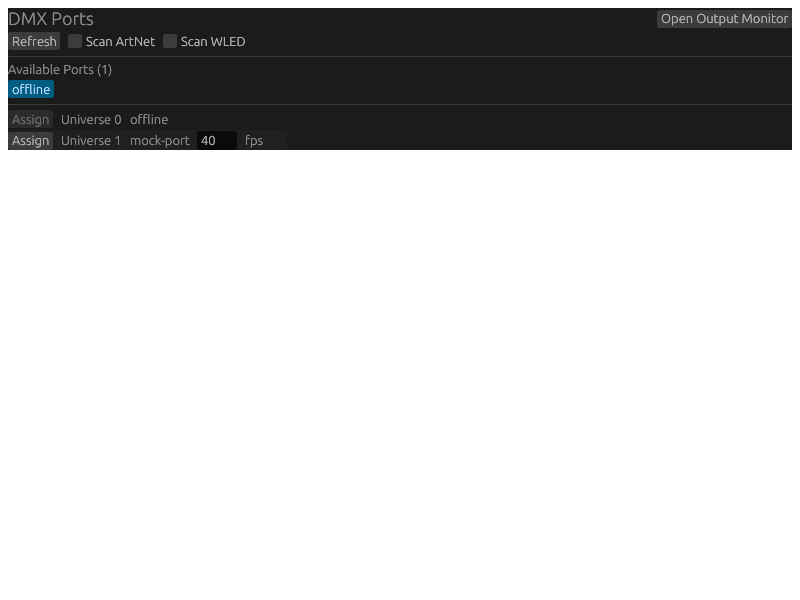 DMX Ports Open Output Monitor
Refresh Scan ArtNet Scan WLED
Available Ports (1)
offline
Assign Universe 0 offline
Assign Universe 1 mock-port 40 fps